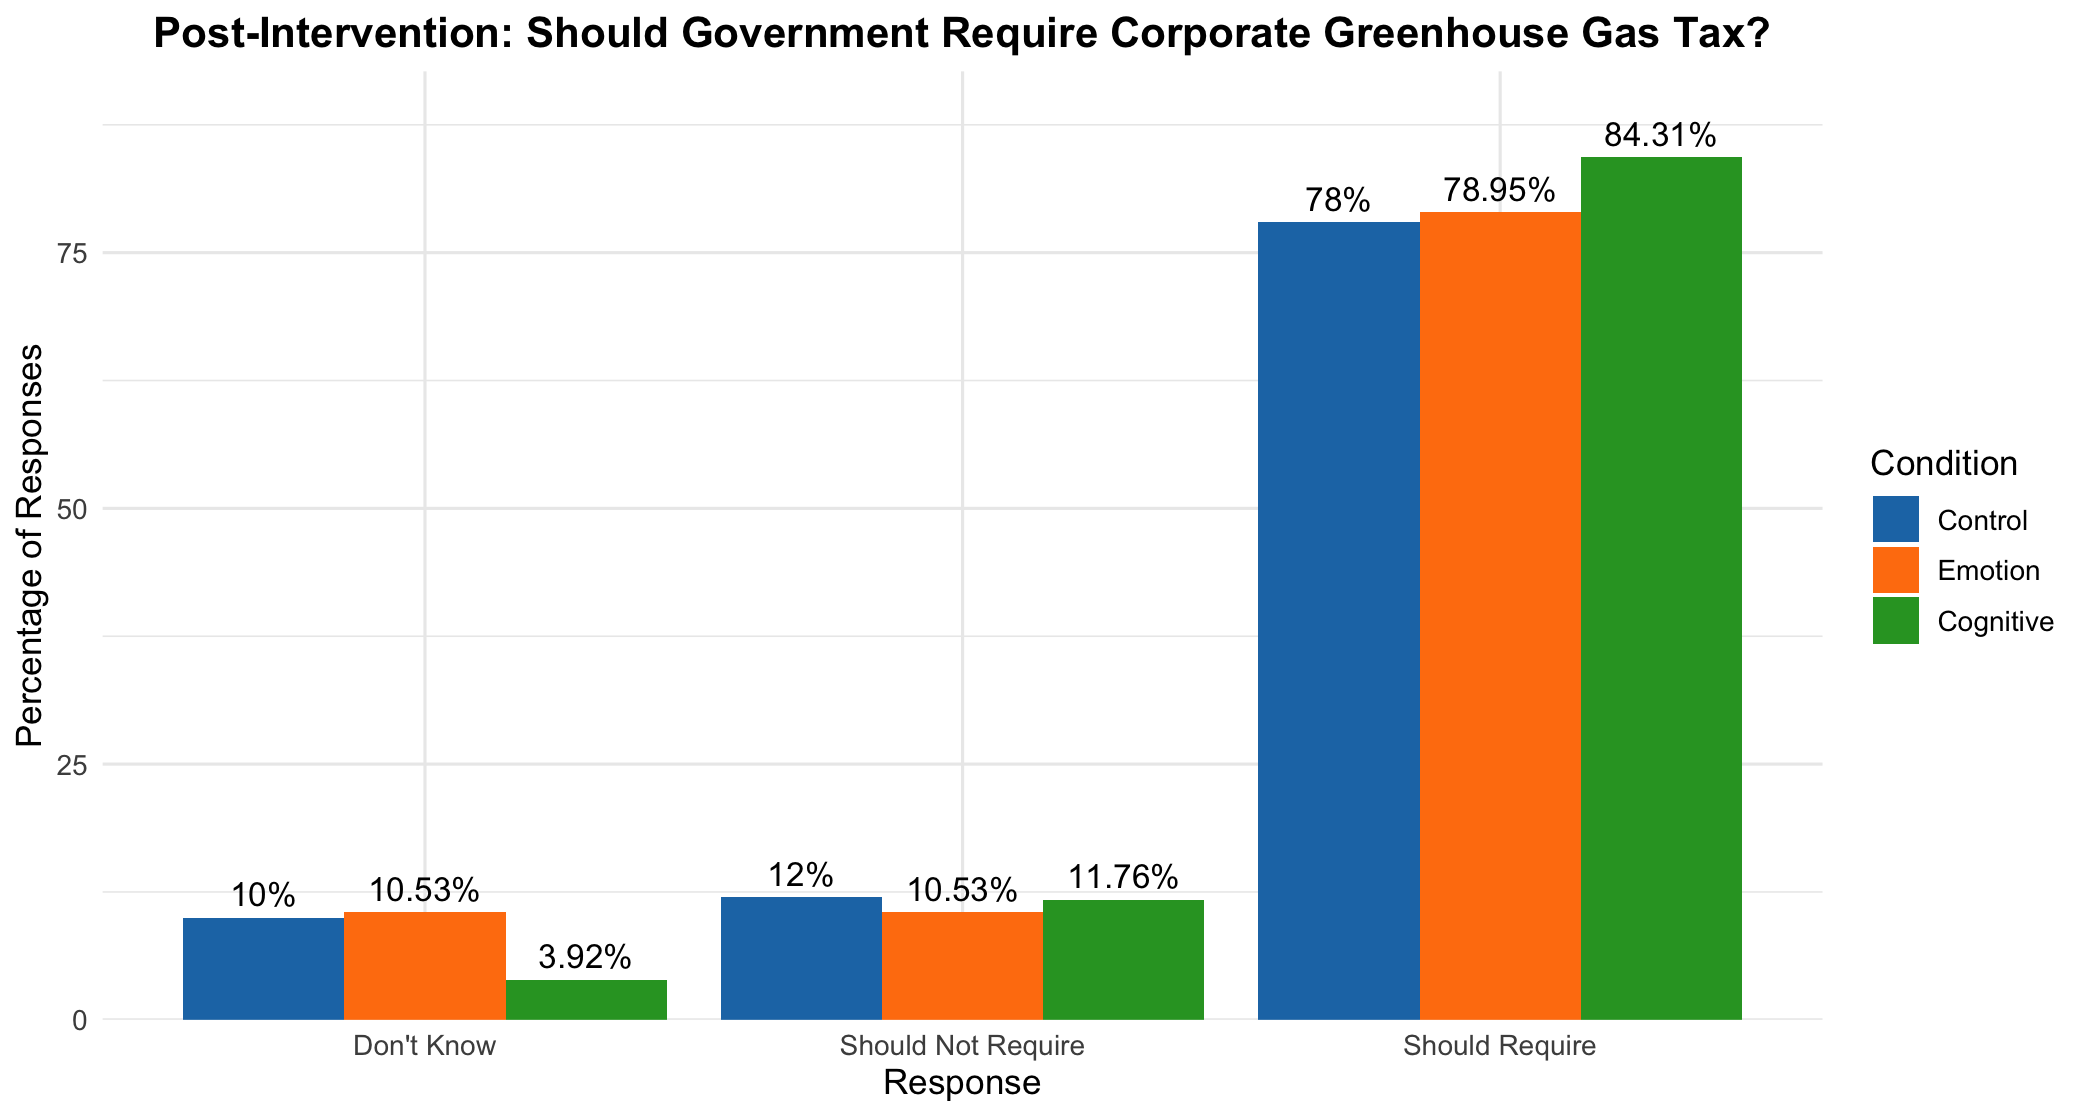 Post-Intervention: Should Government Require Corporate Greenhouse Gas Tax?
Percentage of Responses
75
50
25
0
10%
10.53%
3.92%
12%
10.53%
11.76%
78%
78.95%
84.31%
Don't Know
Should Not Require
Should Require
Response
Condition
Control
Emotion
Cognitive